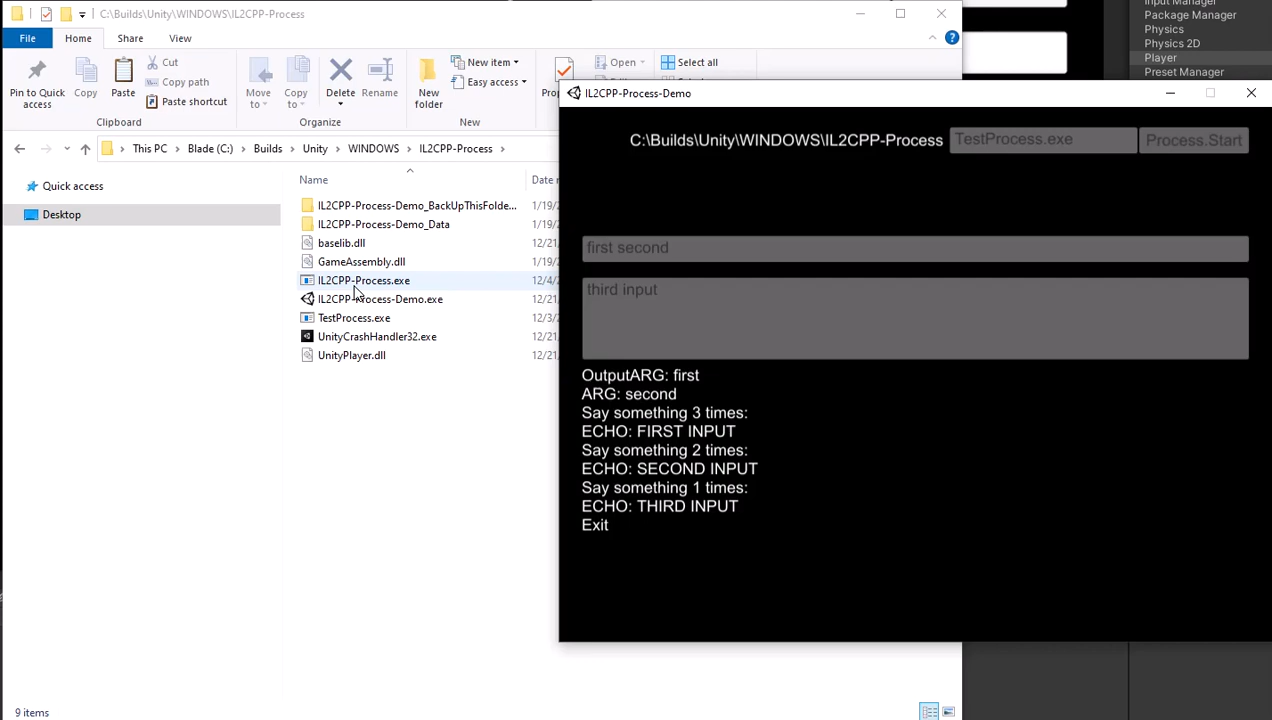 C:\Builds\Unity\WINDOWS\IL2CPP-Process
File
Home
Share
View
Pin to Quick access
Copy
Paste
Cut
Copy path
Paste shortcut
Clipboard
Move to
Copy to
Delete
Rename
Organize
New folder
New item
Easy access
New
Open
Select all
This PC
Blade (C:)
Builds
Unity
WINDOWS
IL2CPP-Process
Quick access
Desktop
Name
IL2CPP-Process-Demo_BackUpThisFolde...
IL2CPP-Process-Demo_Data
baselib.dll
GameAssembly.dll
IL2CPP-Process.exe
IL2CPP-Process-Demo.exe
TestProcess.exe
UnityCrashHandler32.exe
UnityPlayer.dll
9 items
IL2CPP-Process-Demo
C:\Builds\Unity\WINDOWS\IL2CPP-Process
TestProcess.exe
Process.Start
first second
third input
OutputARG: first
ARG: second
Say something 3 times:
ECHO: FIRST INPUT
Say something 2 times:
ECHO: SECOND INPUT
Say something 1 times:
ECHO: THIRD INPUT
Exit
Input Manager
Package Manager
Physics
Physics 2D
Player
Preset Manager